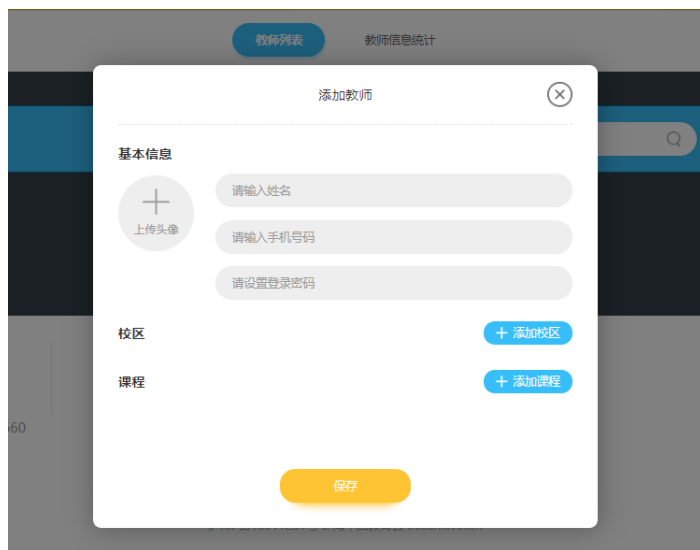 教师列表
教师信息统计
添加教师
基本信息
上传头像
请输入姓名
请输入手机号码
请设置登录密码
校区
添加校区
课程
添加课程
560
保存